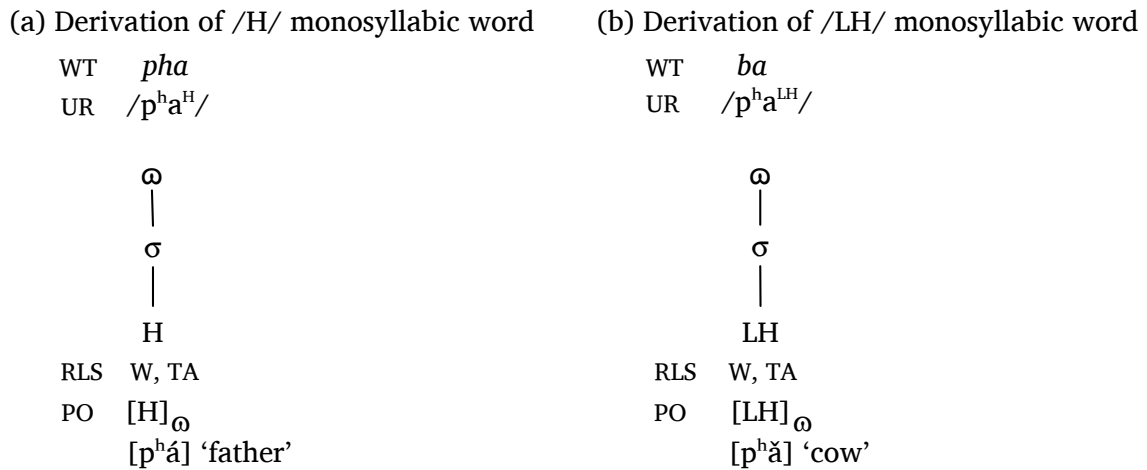 (a) Derivation of /H/ monosyllabic word
WT pha
UR /pʰaᴴ/
ω
σ
H
RLS W, TA
PO [H]ω
[pʰá] ‘father’
(b) Derivation of /LH/ monosyllabic word
WT ba
UR /pʰaᴸᴴ/
ω
σ
LH
RLS W, TA
PO [LH]ω
[pʰǎ] ‘cow’